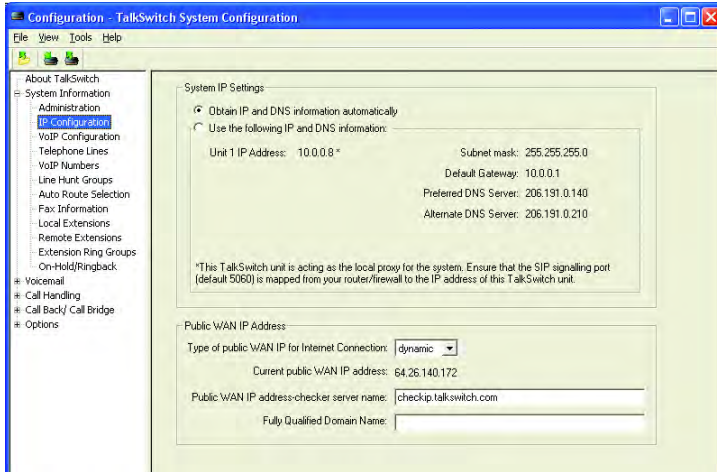 Configuration - TalkSwitch System Configuration
File View Tools Help
About TalkSwitch
System Information
Administration
IP Configuration
VoIP Configuration
Telephone Lines
VoIP Numbers
Line Hunt Groups
Auto Route Selection
Fax Information
Local Extensions
Remote Extensions
Extension Ring Groups
On-Hold/Ringback
Voicemail
Call Handling
Call Back/ Call Bridge
Options
System IP Settings
Obtain IP and DNS information automatically
Use the following IP and DNS information:
Unit 1 IP Address: 10.0.0.8 *
Subnet mask: 255.255.255.0
Default Gateway: 10.0.0.1
Preferred DNS Server: 206.191.0.140
Alternate DNS Server: 206.191.0.210
*This TalkSwitch unit is acting as the local proxy for the system. Ensure that the SIP signalling port
(default 5060) is mapped from your router/firewall to the IP address of this TalkSwitch unit.
Public WAN IP Address
Type of public WAN IP for Internet Connection: dynamic
Current public WAN IP address: 64.26.140.172
Public WAN IP address-checker server name: checkip.talkswitch.com
Fully Qualified Domain Name: